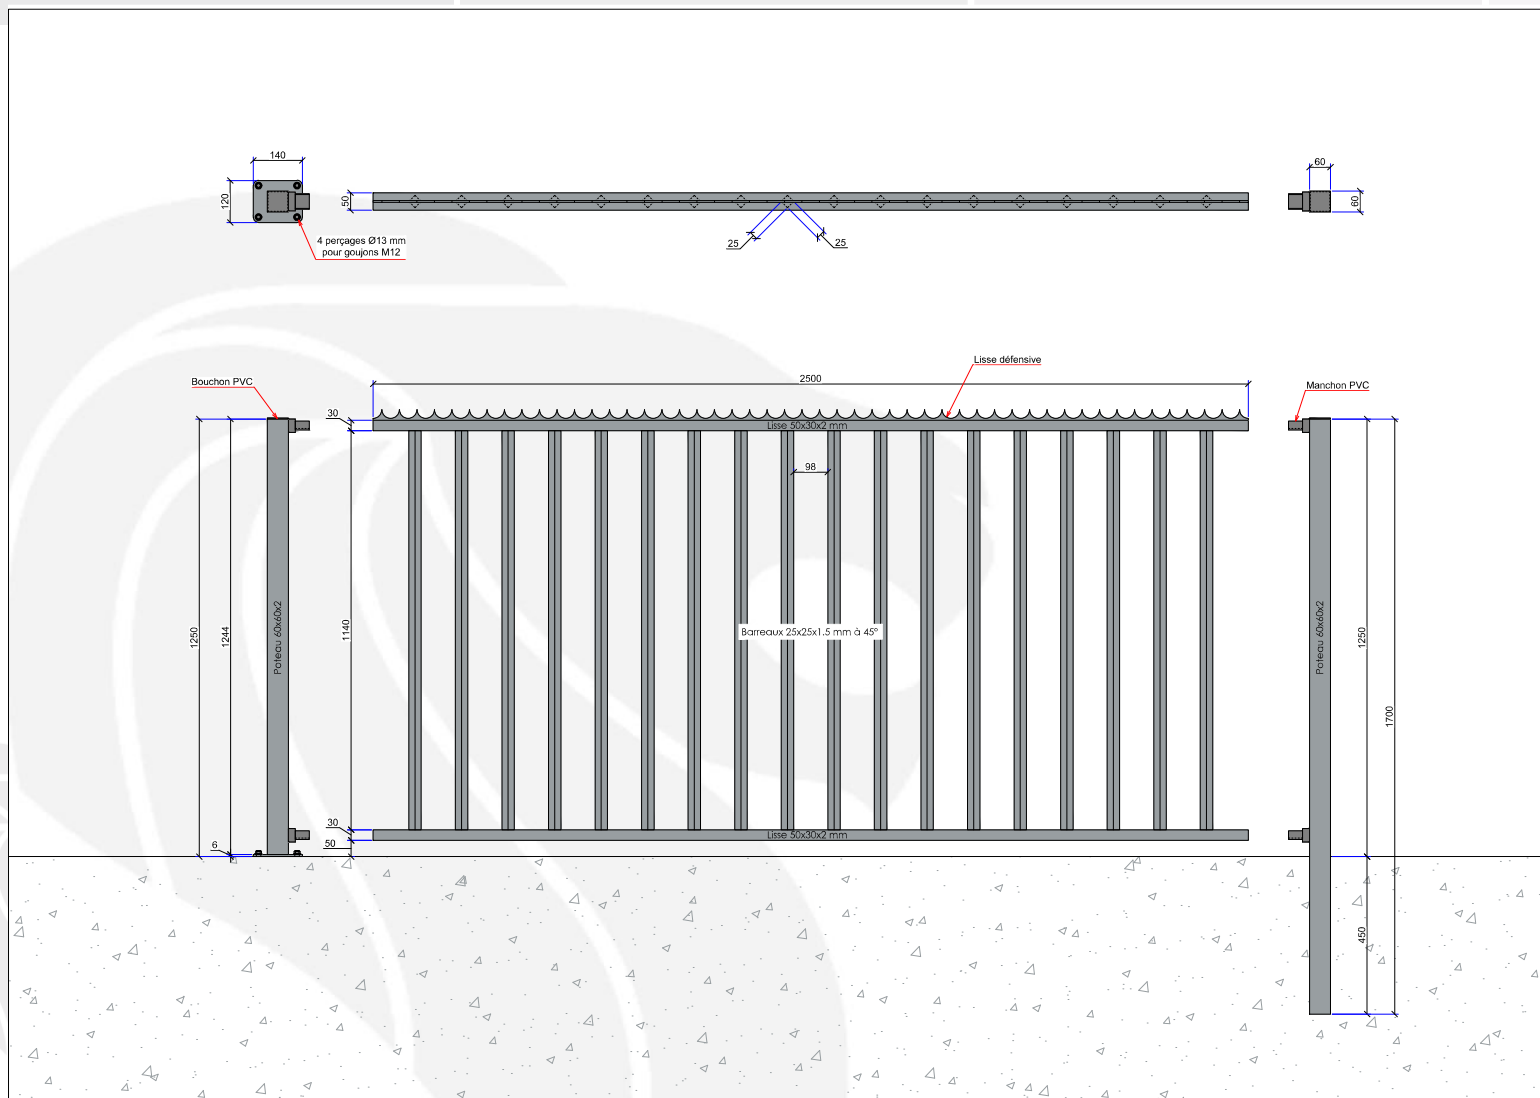 140
120
4 perçages Ø13 mm
pour goujons M12
50
25
25
60
60
Bouchon PVC
Lisse défensive
Manchon PVC
2500
30
Lisse 50x30x2 mm
98
1250
1244
Poteau 60x60x2
1140
Barreaux 25x25x1.5 mm à 45°
Poteau 60x60x2
1250
1700
30
Lisse 50x30x2 mm
50
6
450